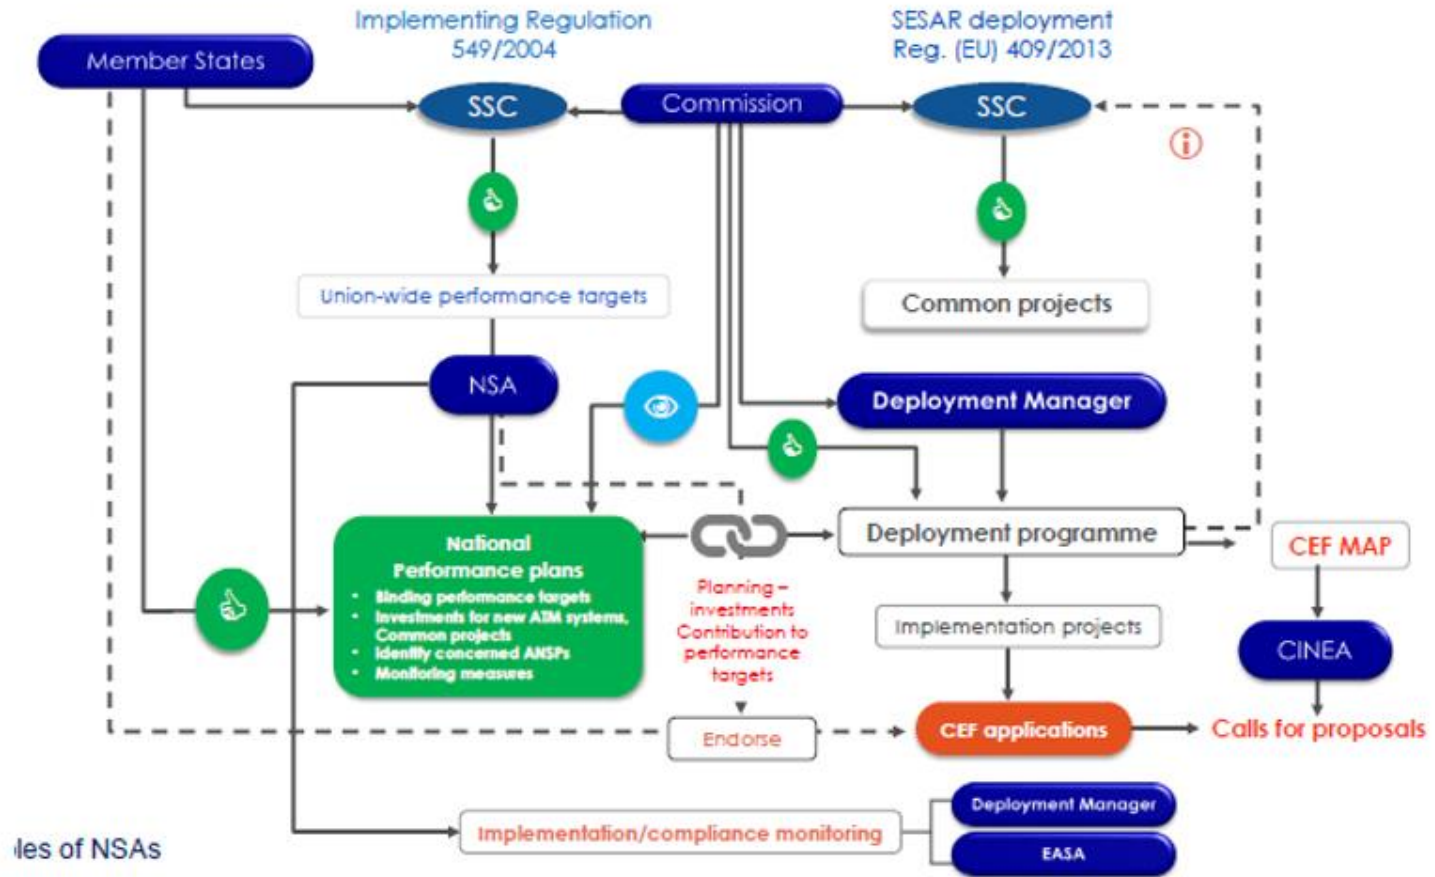 Implementing Regulation
549/2004
SESAR deployment
Reg. (EU) 409/2013
Member States
SSC
Commission
SSC
Union-wide performance targets
Common projects
NSA
Deployment Manager
National
Performance plans
• Binding performance targets
• Investments for new ATM systems,
Common projects
• Identify concerned ANSPs
• Monitoring measures
Deployment programme
CEF MAP
Planning –
investments
Contribution to
performance
targets
Implementation projects
CINEA
Endorse
CEF applications
Calls for proposals
Implementation/compliance monitoring
Deployment Manager
EASA
les of NSAs